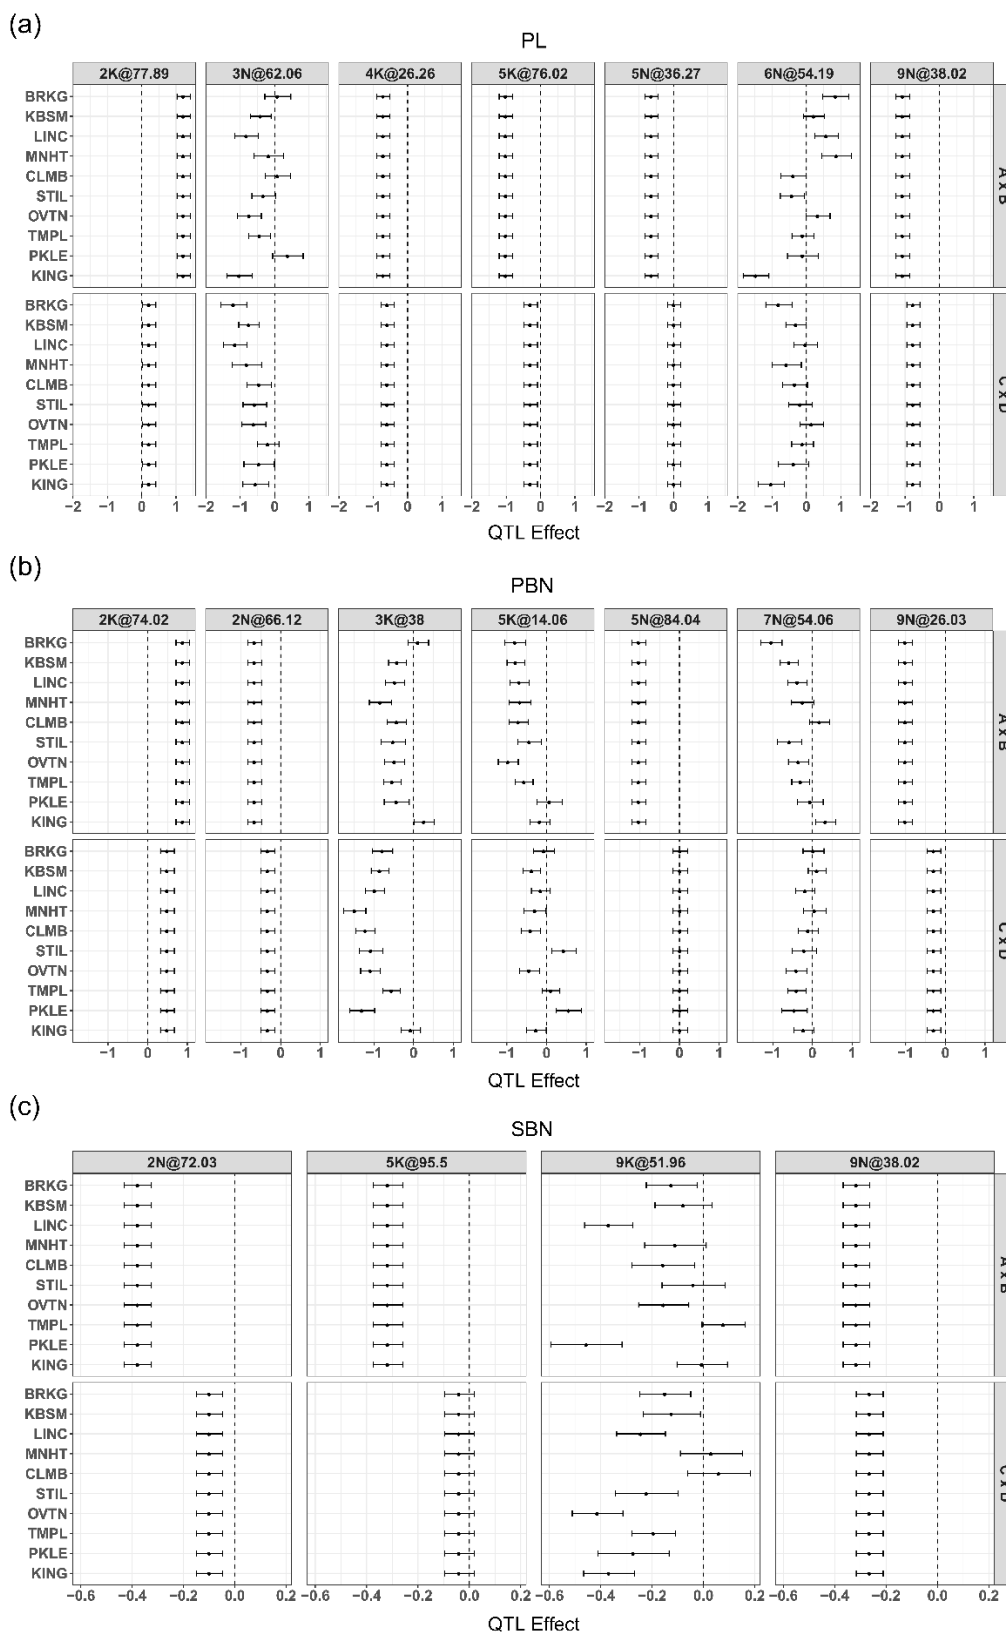 (a)
PL
2K@77.89 3N@62.06 4K@26.26 5K@76.02 5N@36.27 6N@54.19 9N@38.02
BRKG
KBSM
LINC
MNHT
CLMB
STIL
OVTN
TMPL
PKLE
KING
A x B
BRKG
KBSM
LINC
MNHT
CLMB
STIL
OVTN
TMPL
PKLE
KING
C x D
−2 −1 0 1 −2 −1 0 1 −2 −1 0 1 −2 −1 0 1 −2 −1 0 1 −2 −1 0 1 −2 −1 0 1
QTL Effect
(b)
PBN
2K@74.02 2N@66.12 3K@38 5K@14.06 5N@84.04 7N@54.06 9N@26.03
BRKG
KBSM
LINC
MNHT
CLMB
STIL
OVTN
TMPL
PKLE
KING
A x B
BRKG
KBSM
LINC
MNHT
CLMB
STIL
OVTN
TMPL
PKLE
KING
C x D
−1 0 1 −1 0 1 −1 0 1 −1 0 1 −1 0 1 −1 0 1 −1 0 1
QTL Effect
(c)
SBN
2N@72.03 5K@95.5 9K@51.96 9N@38.02
BRKG
KBSM
LINC
MNHT
CLMB
STIL
OVTN
TMPL
PKLE
KING
A x B
BRKG
KBSM
LINC
MNHT
CLMB
STIL
OVTN
TMPL
PKLE
KING
C x D
−0.6 −0.4 −0.2 0.0 0.2 −0.6 −0.4 −0.2 0.0 0.2 −0.6 −0.4 −0.2 0.0 0.2 −0.6 −0.4 −0.2 0.0 0.2
QTL Effect